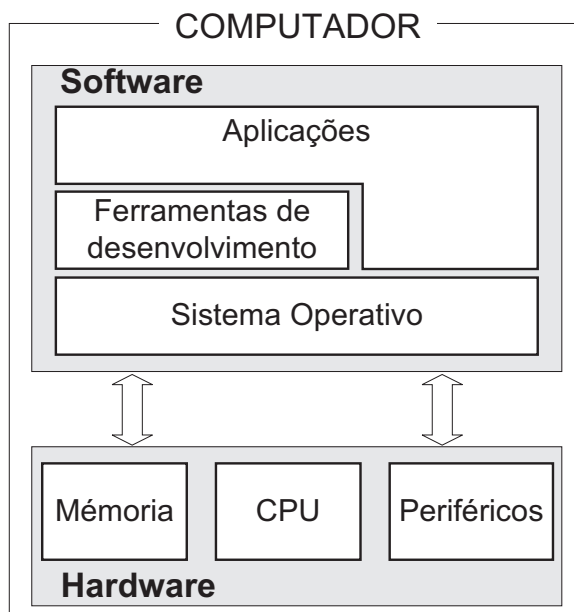 COMPUTADOR
Software
Aplicações
Ferramentas de
desenvolvimento
Sistema Operativo
Mémoria
CPU
Periféricos
Hardware